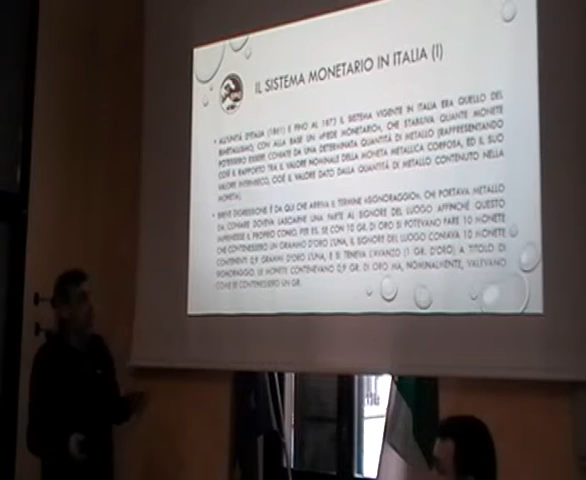 IL SISTEMA MONETARIO IN ITALIA (I)
• ALL'UNITÀ D'ITALIA (1861) E FINO AL 1873 IL SISTEMA VIGENTE IN ITALIA ERA QUELLO DEL
BIMETALLISMO, CON ALLA BASE UN «PIEDE MONETARIO», CHE STABILIVA QUANTE MONETE
POTESSERO ESSERE CONIATE DA UNA DETERMINATA QUANTITÀ DI METALLO (RAPPRESENTANDO
COSÌ IL RAPPORTO TRA IL VALORE NOMINALE DELLA MONETA METALLICA CORPOSA, ED IL SUO
VALORE INTRINSECO, CIOÈ IL VALORE DATO DALLA QUANTITÀ DI METALLO CONTENUTO NELLA
MONETA).
• BREVE DIGRESSIONE: È DA QUI CHE ARRIVA IL TERMINE «SIGNORAGGIO», CHI PORTAVA METALLO
DA CONIARE DOVEVA LASCIARNE UNA PARTE AL SIGNORE DEL LUOGO AFFINCHÉ QUESTO
IMPRIMESSE IL PROPRIO CONIO. PER ES. SE CON 10 GR. DI ORO SI POTEVANO FARE 10 MONETE
CHE CONTENESSERO UN GRAMMO D'ORO L'UNA, IL SIGNORE DEL LUOGO CONIAVA 10 MONETE
CONTENENTI 0,9 GRAMMI D'ORO L'UNA, E SI TENEVA L'AVANZO (1 GR. D'ORO) A TITOLO DI
SIGNORAGGIO. LE MONETE CONTENEVANO 0,9 GR. DI ORO MA, NOMINALMENTE, VALEVANO
COME SE CONTENESSERO UN GR.